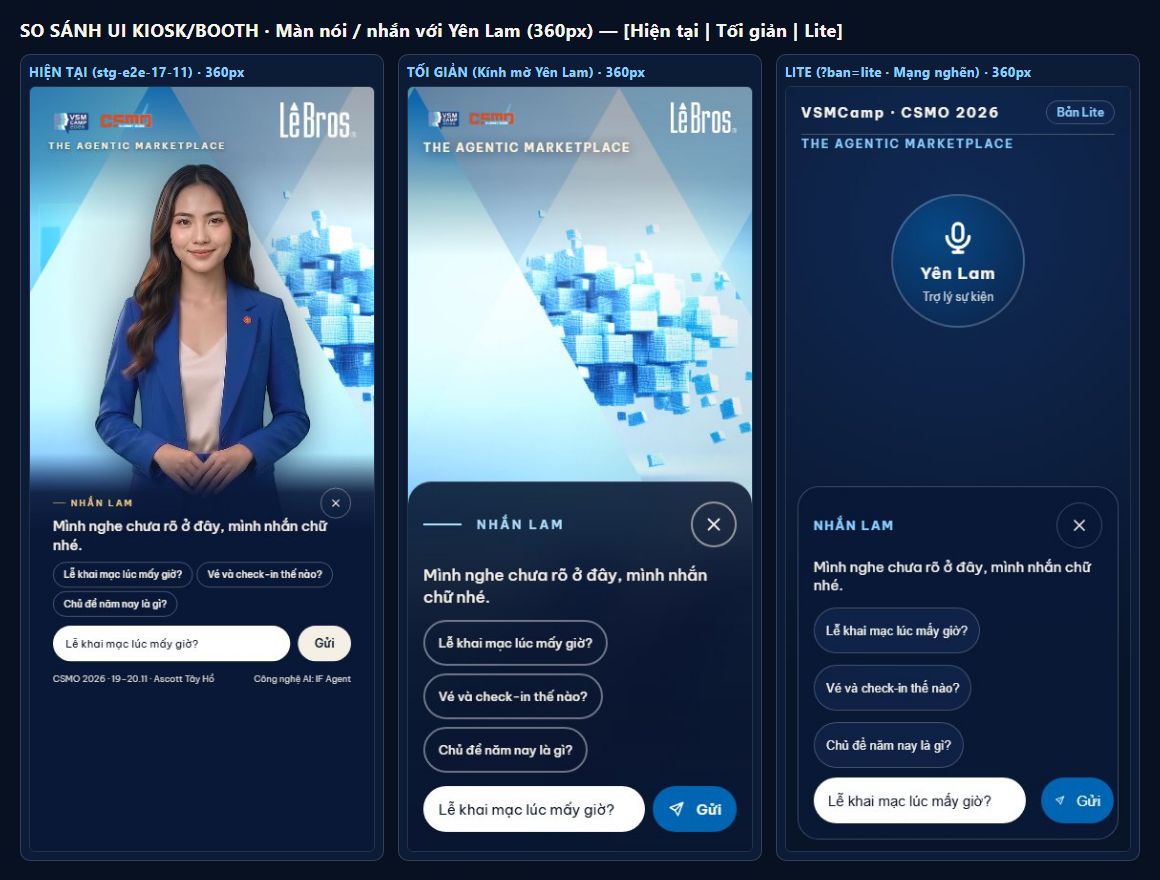 SO SÁNH UI KIOSK/BOOTH · Màn nói / nhắn với Yên Lam (360px) — [Hiện tại | Tối giản | Lite]
HIỆN TẠI (stg-e2e-17-11) · 360px
VSM
CAMP
2026
CSMO
LêBros
THE AGENTIC MARKETPLACE
— NHẮN LAM
×
Mình nghe chưa rõ ở đây, mình nhắn chữ
nhé.
Lễ khai mạc lúc mấy giờ?
Vé và check-in thế nào?
Chủ đề năm nay là gì?
Lễ khai mạc lúc mấy giờ?
Gửi
CSMO 2026 · 19–20.11 · Ascott Tây Hồ
Công nghệ AI: IF Agent
TỐI GIẢN (Kính mờ Yên Lam) · 360px
VSM
CAMP
2026
CSMO
LêBros
THE AGENTIC MARKETPLACE
NHẮN LAM
×
Mình nghe chưa rõ ở đây, mình nhắn
chữ nhé.
Lễ khai mạc lúc mấy giờ?
Vé và check-in thế nào?
Chủ đề năm nay là gì?
Lễ khai mạc lúc mấy giờ?
Gửi
LITE (?ban=lite · Mạng nghẽn) · 360px
VSMCamp · CSMO 2026
Bản Lite
THE AGENTIC MARKETPLACE
Yên Lam
Trợ lý sự kiện
NHẮN LAM
×
Mình nghe chưa rõ ở đây, mình nhắn chữ
nhé.
Lễ khai mạc lúc mấy giờ?
Vé và check-in thế nào?
Chủ đề năm nay là gì?
Lễ khai mạc lúc mấy giờ?
Gửi